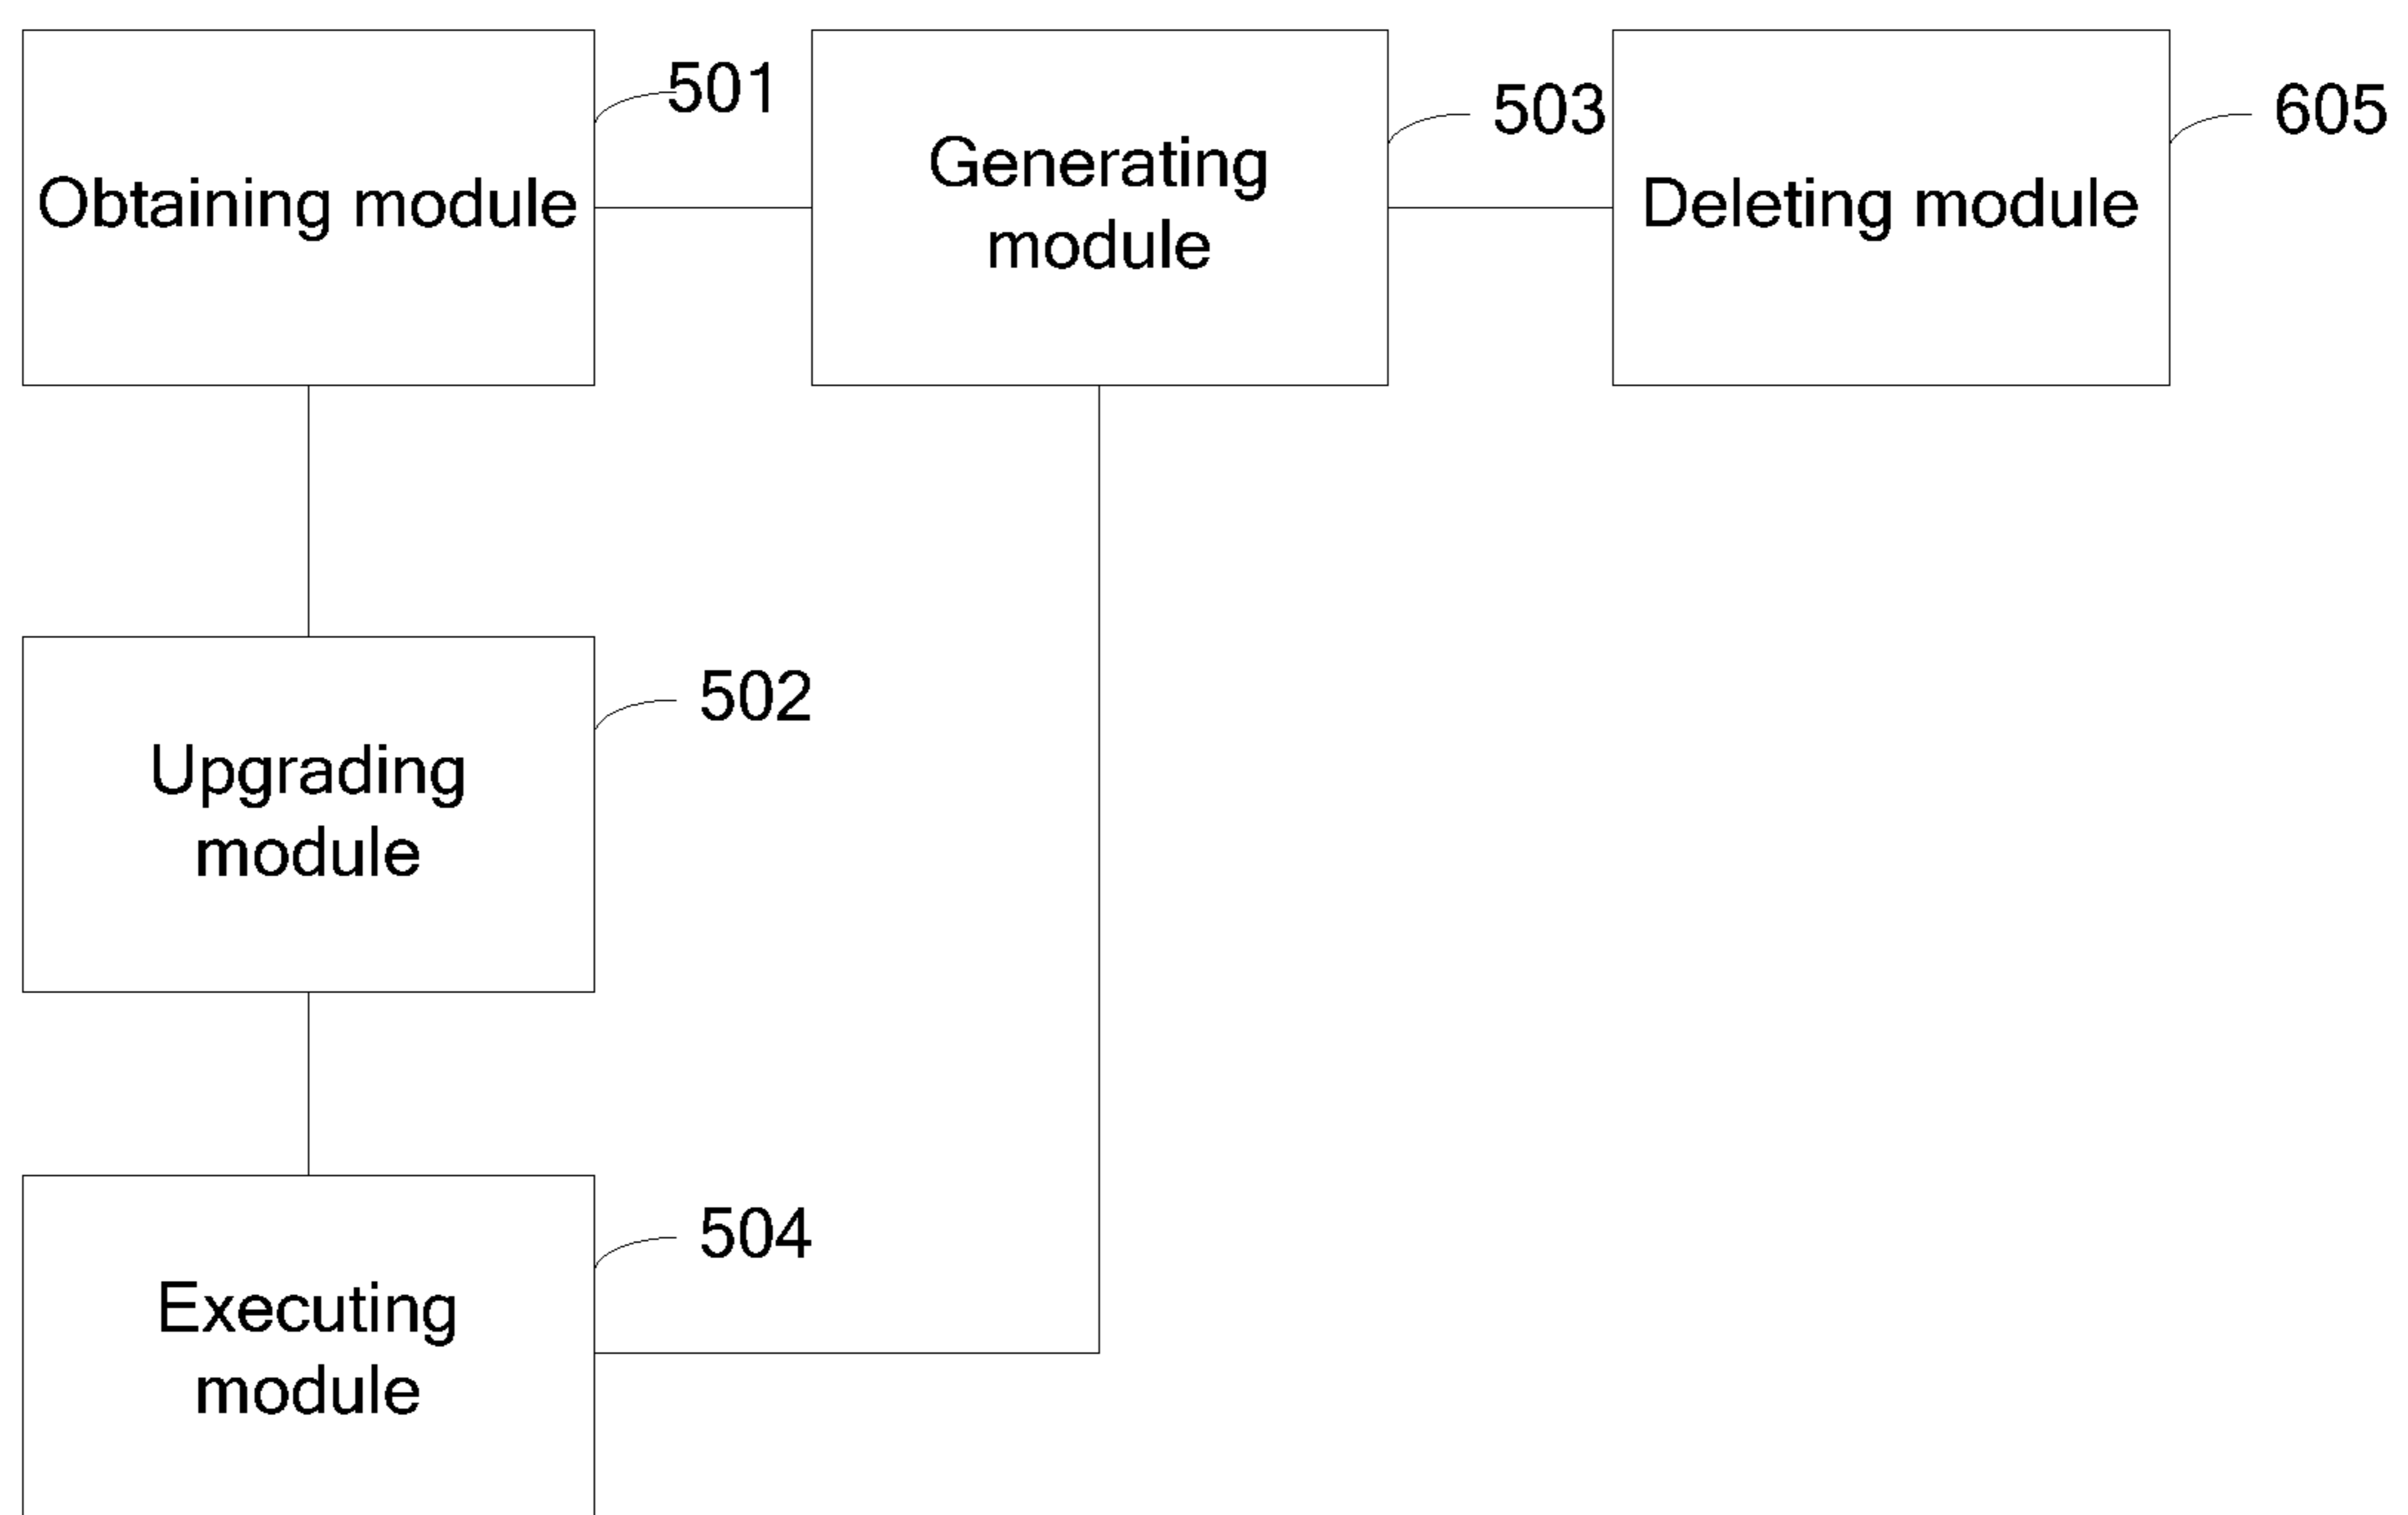 501
Obtaining module
503
Generating
module
605
Deleting module
502
Upgrading
module
504
Executing
module